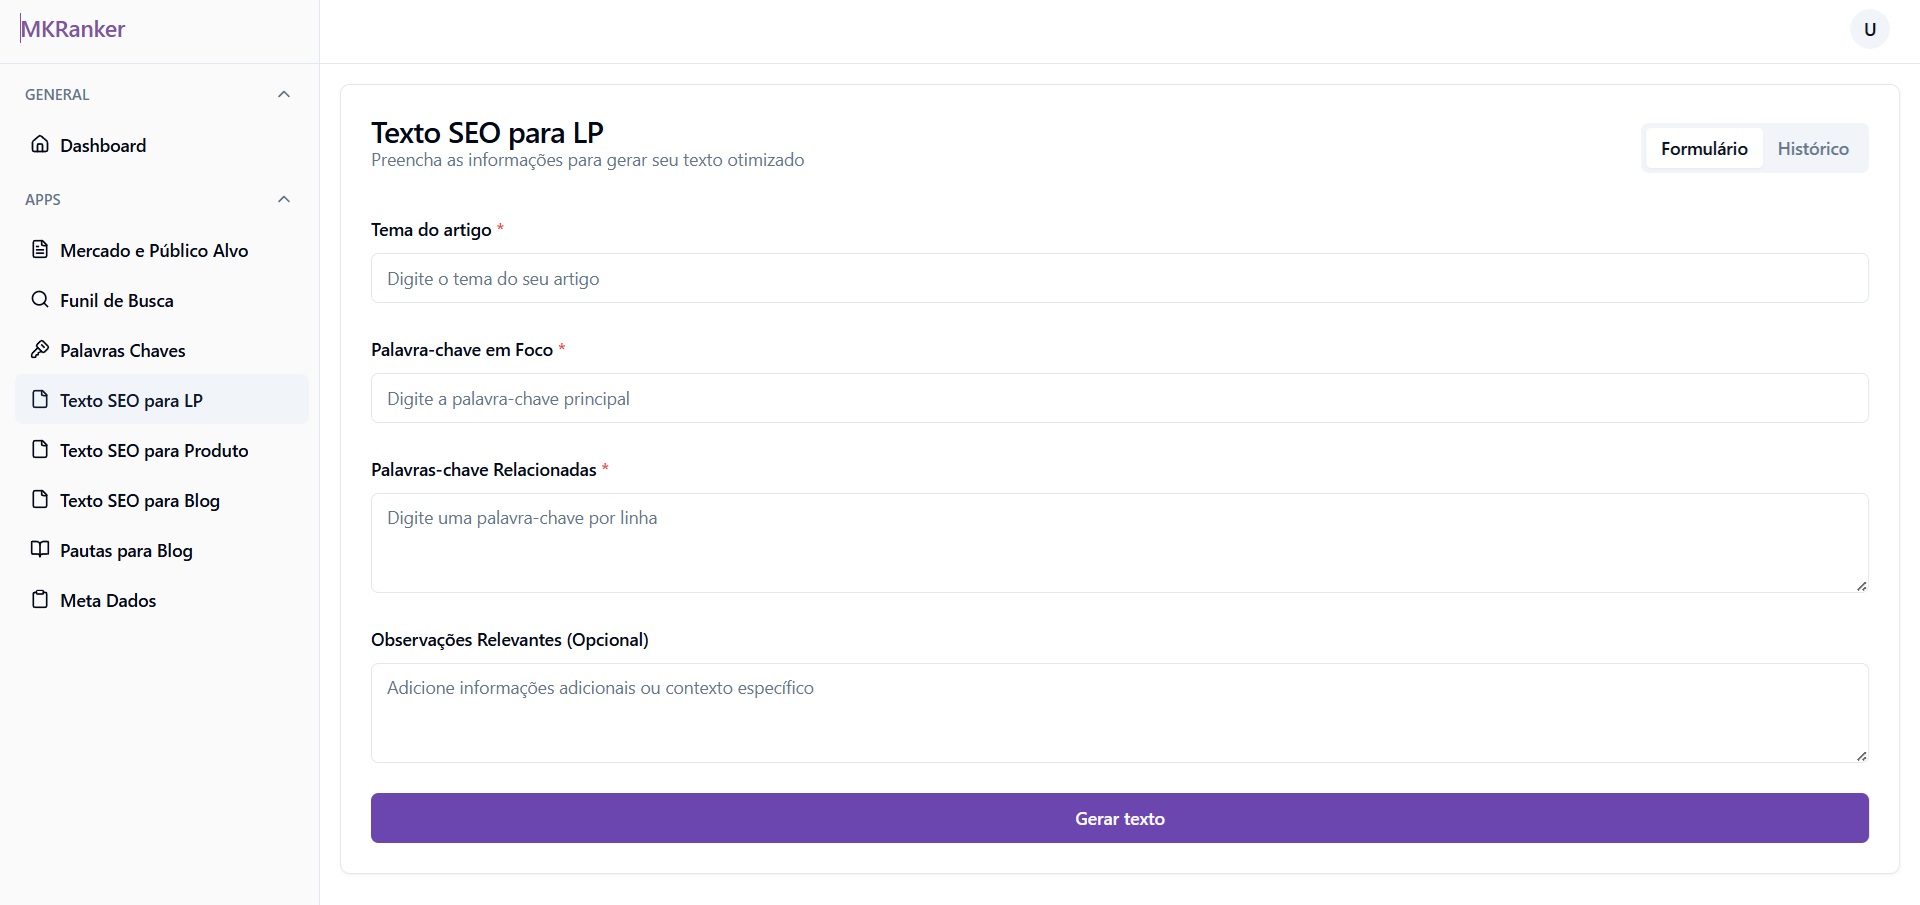 MKRanker
U
GENERAL
Dashboard
APPS
Mercado e Público Alvo
Funil de Busca
Palavras Chaves
Texto SEO para LP
Texto SEO para Produto
Texto SEO para Blog
Pautas para Blog
Meta Dados
Texto SEO para LP
Preencha as informações para gerar seu texto otimizado
Formulário Histórico
Tema do artigo *
Digite o tema do seu artigo
Palavra-chave em Foco *
Digite a palavra-chave principal
Palavras-chave Relacionadas *
Digite uma palavra-chave por linha
Observações Relevantes (Opcional)
Adicione informações adicionais ou contexto específico
Gerar texto